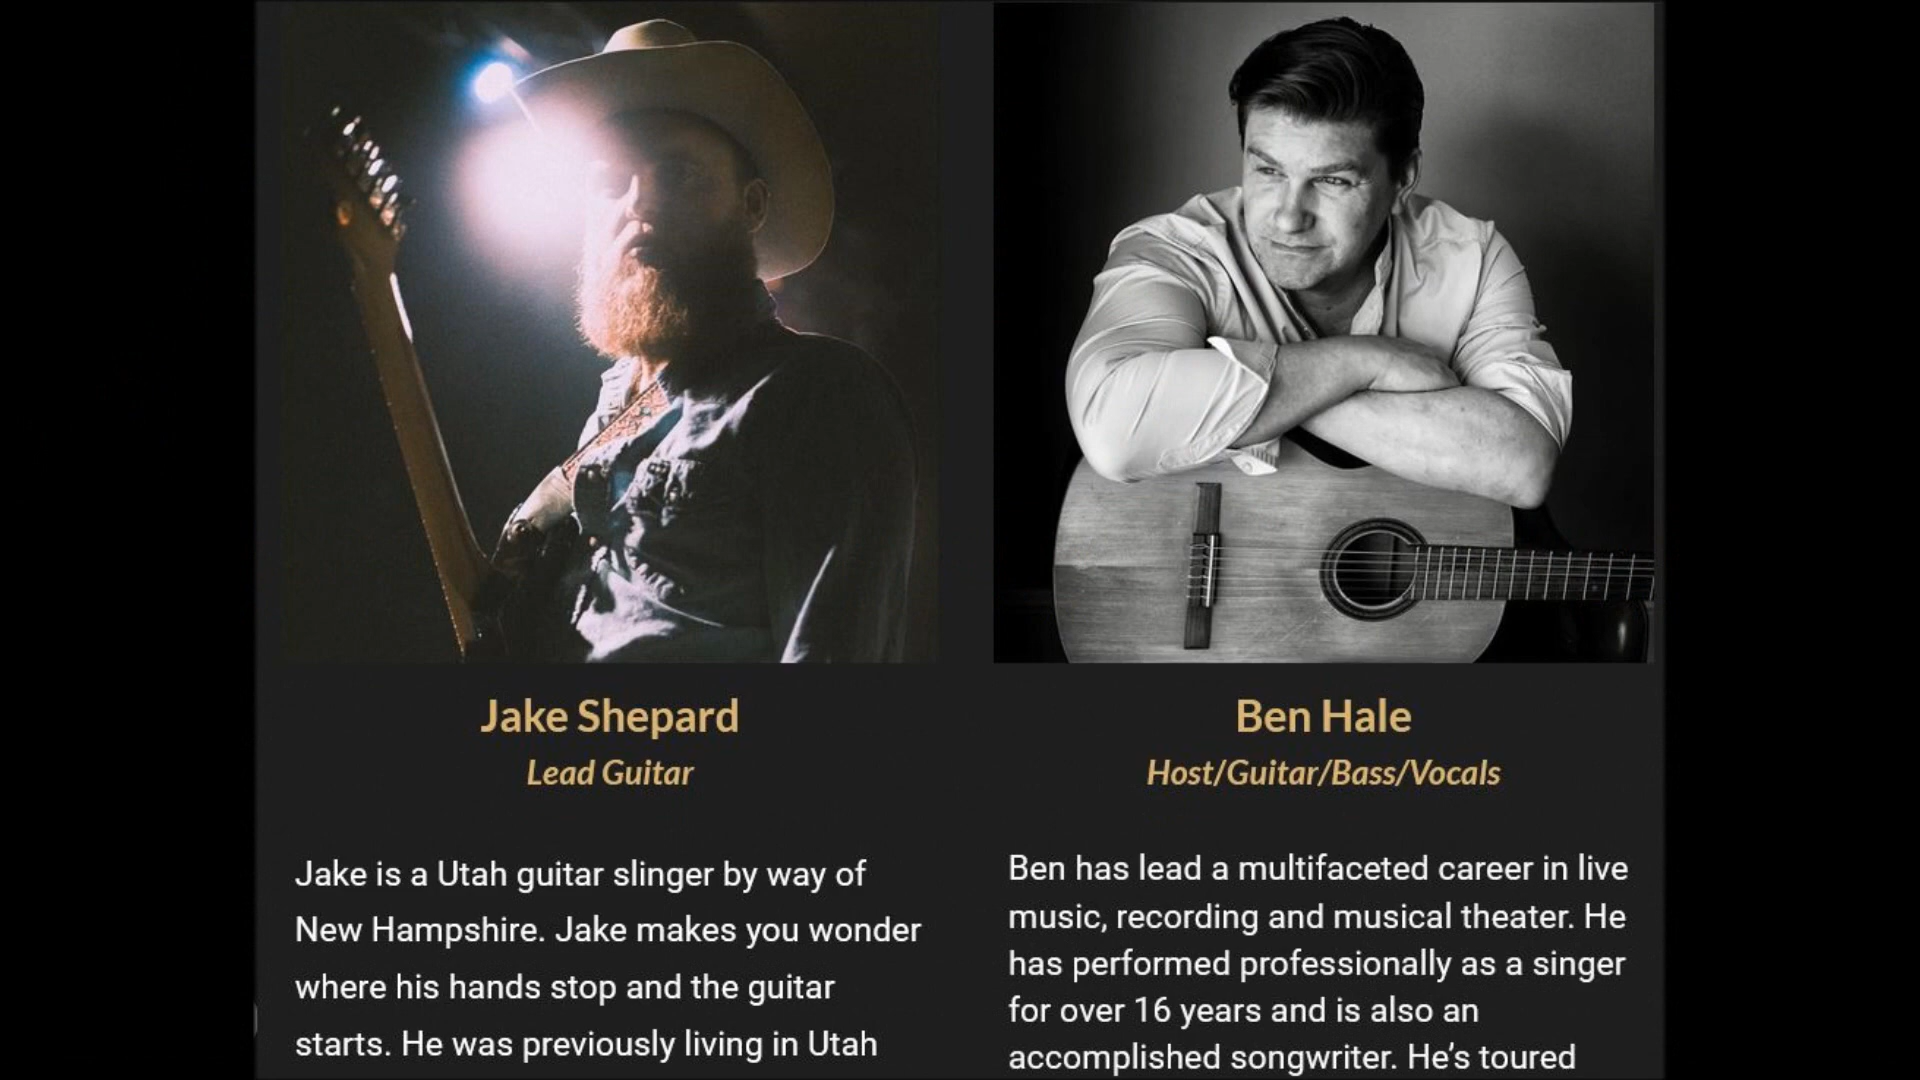 Jake Shepard
Lead Guitar
Jake is a Utah guitar slinger by way of
New Hampshire. Jake makes you wonder
where his hands stop and the guitar
starts. He was previously living in Utah
Ben Hale
Host/Guitar/Bass/Vocals
Ben has lead a multifaceted career in live
music, recording and musical theater. He
has performed professionally as a singer
for over 16 years and is also an
accomplished songwriter. He's toured